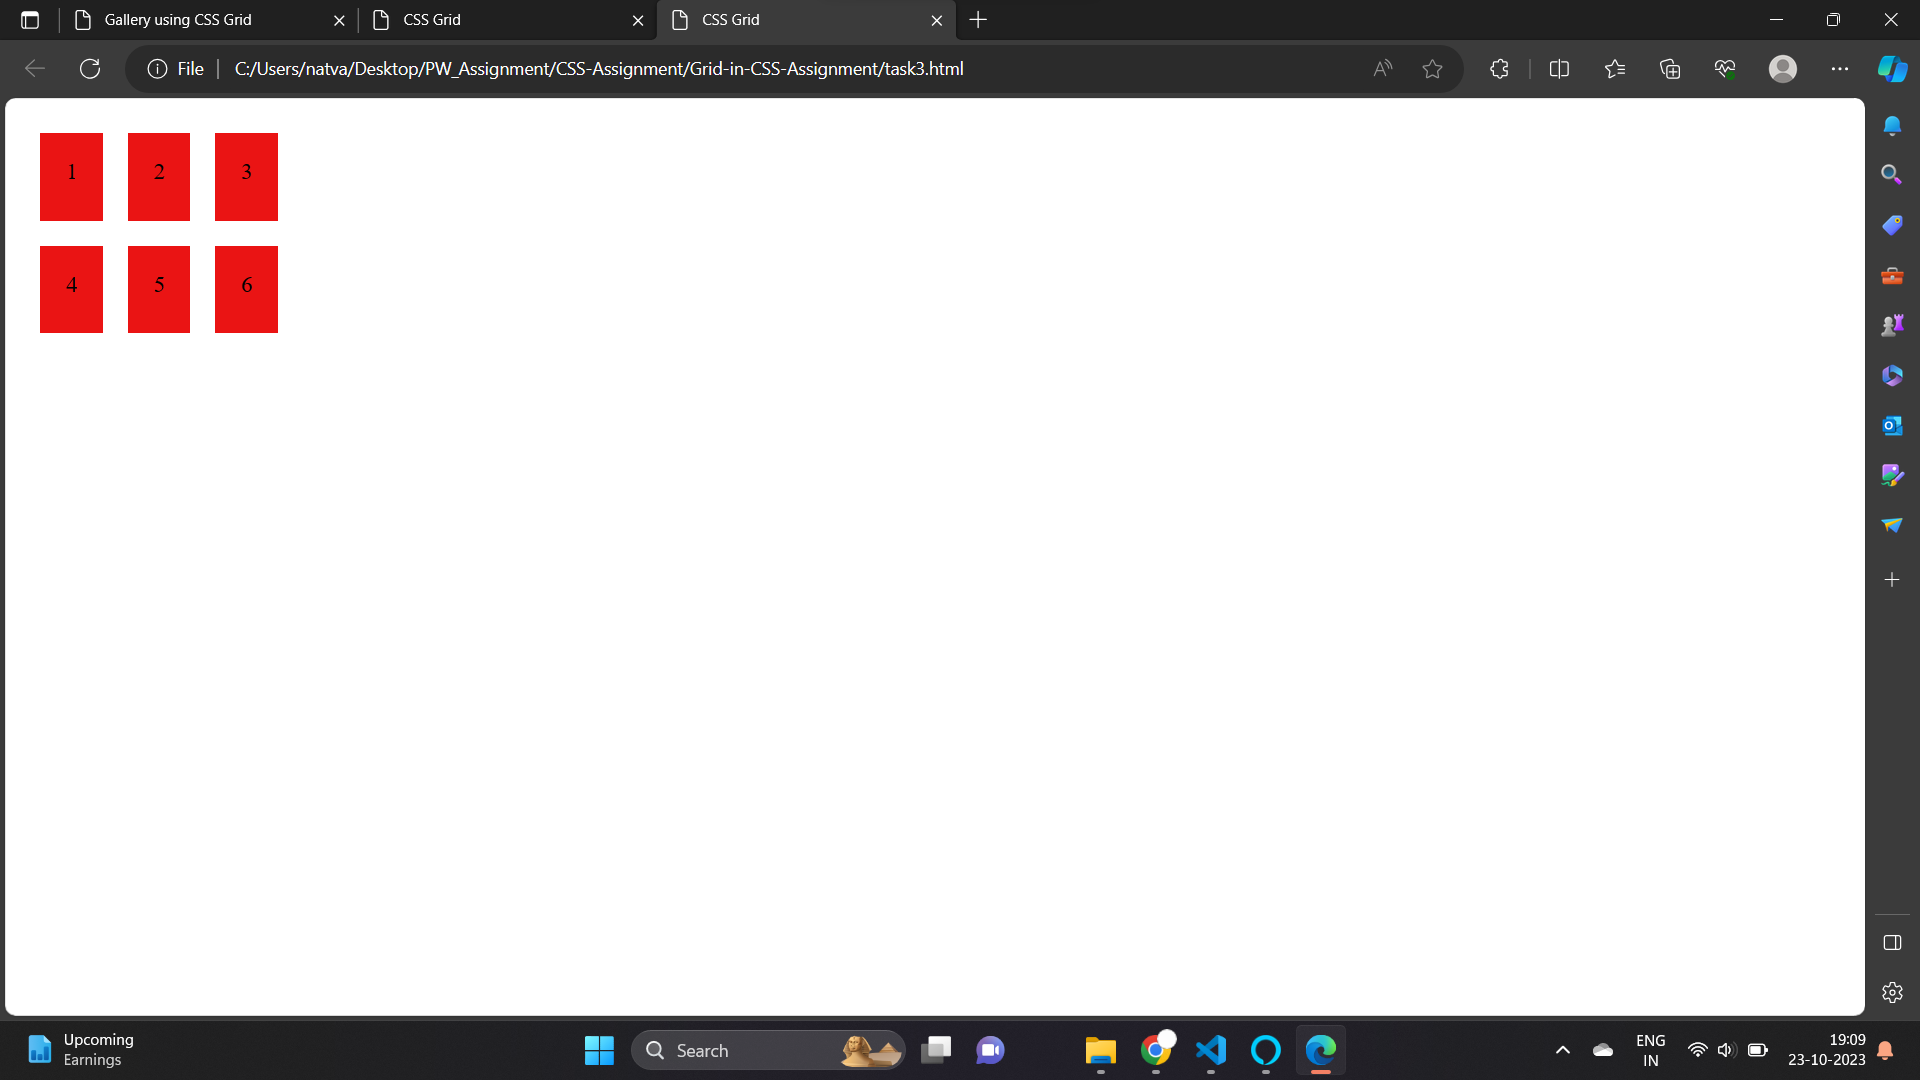 Gallery using CSS Grid
CSS Grid
CSS Grid
File
C:/Users/natva/Desktop/PW_Assignment/CSS-Assignment/Grid-in-CSS-Assignment/task3.html
1 2 3
4 5 6
Upcoming
Earnings
Search
ENG
IN
19:09
23-10-2023